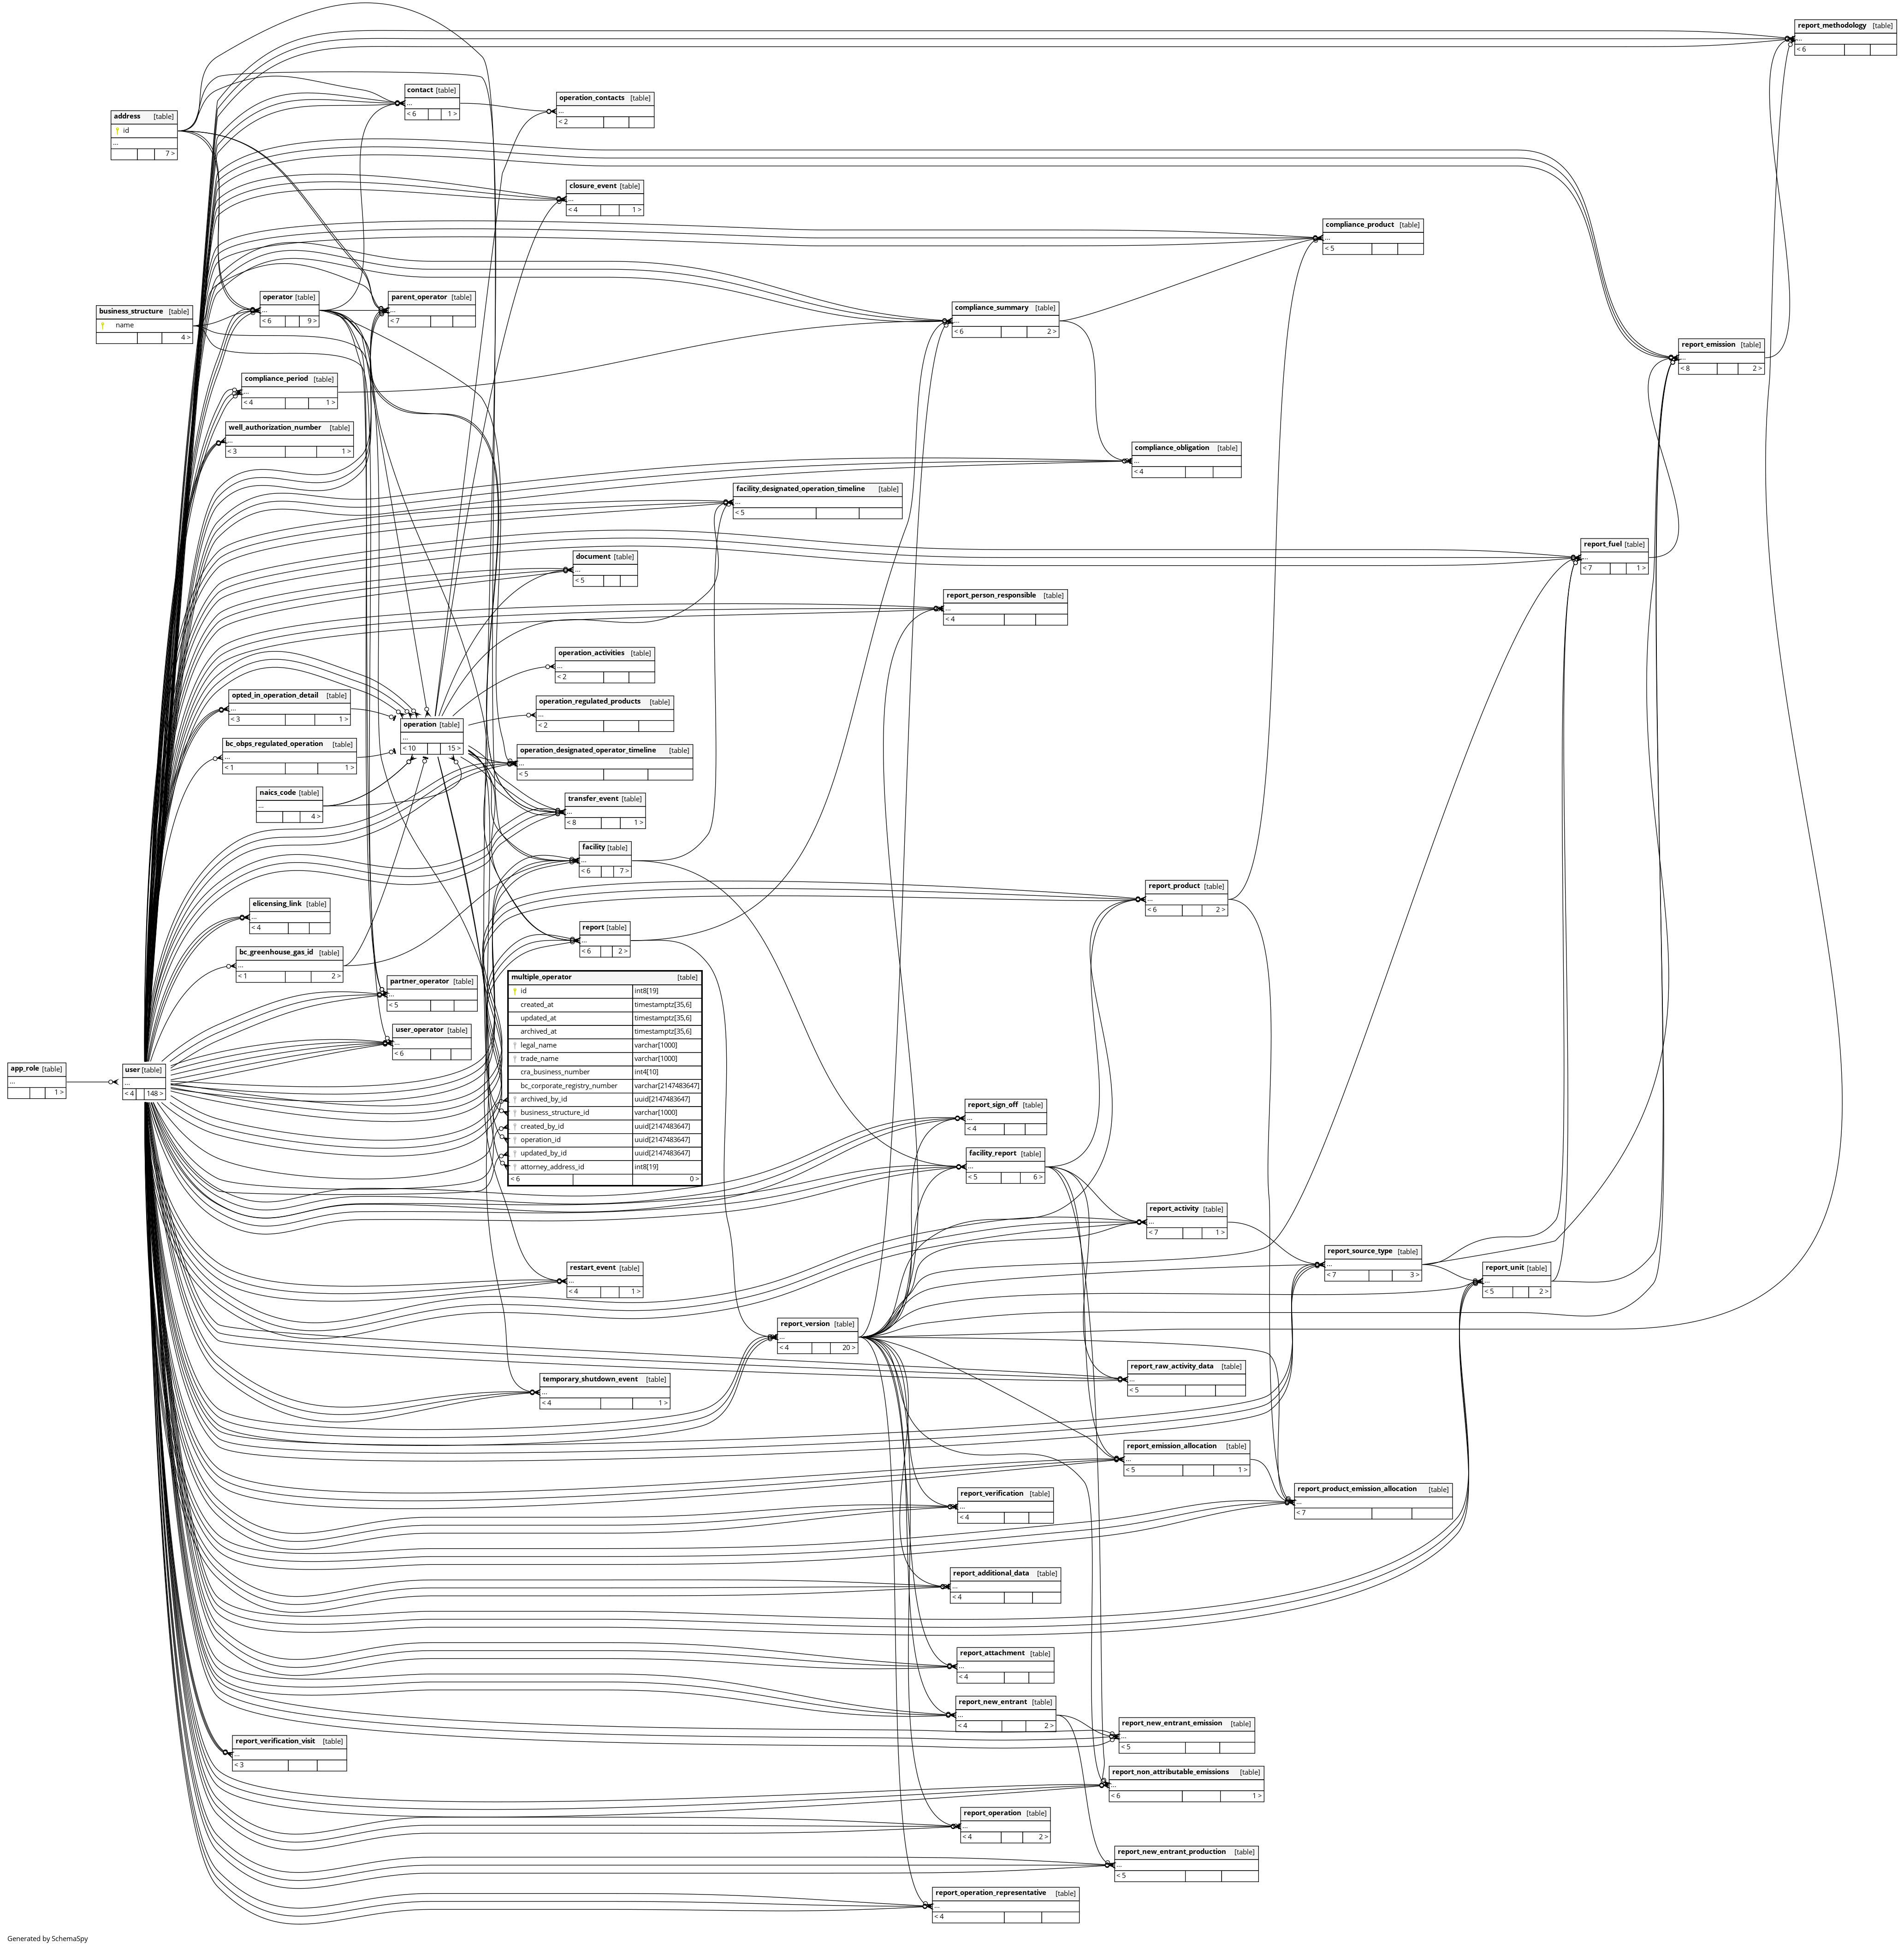 report_methodology [table]
...
< 6
contact [table]
...
< 6 1 >
operation_contacts [table]
...
< 2
address [table]
id
...
7 >
closure_event [table]
...
< 4 1 >
compliance_product [table]
...
< 5
operator [table]
...
< 6 9 >
parent_operator [table]
...
< 7
business_structure [table]
name
4 >
compliance_summary [table]
...
< 6 2 >
report_emission [table]
...
< 8 2 >
compliance_period [table]
...
< 4 1 >
well_authorization_number [table]
...
< 3 1 >
compliance_obligation [table]
...
< 4
facility_designated_operation_timeline [table]
...
< 5
report_fuel [table]
...
< 7 1 >
document [table]
...
< 5
report_person_responsible [table]
...
< 4
operation_activities [table]
...
< 2
opted_in_operation_detail [table]
...
< 3 1 >
operation_regulated_products [table]
...
< 2
operation [table]
...
< 10 15 >
bc_obps_regulated_operation [table]
...
< 1 1 >
operation_designated_operator_timeline [table]
...
< 5
naics_code [table]
...
4 >
transfer_event [table]
...
< 8 1 >
facility [table]
...
< 6 7 >
report_product [table]
...
< 6 2 >
elicensing_link [table]
...
< 4
report [table]
...
< 6 2 >
bc_greenhouse_gas_id [table]
...
< 1 2 >
partner_operator [table]
...
< 5
multiple_operator [table]
id int8[19]
created_at timestamptz[35,6]
updated_at timestamptz[35,6]
archived_at timestamptz[35,6]
legal_name varchar[1000]
trade_name varchar[1000]
cra_business_number int4[10]
bc_corporate_registry_number varchar[2147483647]
archived_by_id uuid[2147483647]
business_structure_id varchar[1000]
created_by_id uuid[2147483647]
operation_id uuid[2147483647]
updated_by_id uuid[2147483647]
attorney_address_id int8[19]
< 6 0 >
user_operator [table]
...
< 6
app_role [table]
...
1 >
user [table]
...
< 4 148 >
report_sign_off [table]
...
< 4
facility_report [table]
...
< 5 6 >
report_activity [table]
...
< 7 1 >
report_source_type [table]
...
< 7 3 >
report_unit [table]
...
< 5 2 >
restart_event [table]
...
< 4 1 >
report_version [table]
...
< 4 20 >
report_raw_activity_data [table]
...
< 5
temporary_shutdown_event [table]
...
< 4 1 >
report_emission_allocation [table]
...
< 5 1 >
report_product_emission_allocation [table]
...
< 7
report_verification [table]
...
< 4
report_additional_data [table]
...
< 4
report_attachment [table]
...
< 4
report_new_entrant [table]
...
< 4 2 >
report_new_entrant_emission [table]
...
< 5
report_verification_visit [table]
...
< 3
report_non_attributable_emissions [table]
...
< 6 1 >
report_operation [table]
...
< 4 2 >
report_new_entrant_production [table]
...
< 5
report_operation_representative [table]
...
< 4
Generated by SchemaSpy